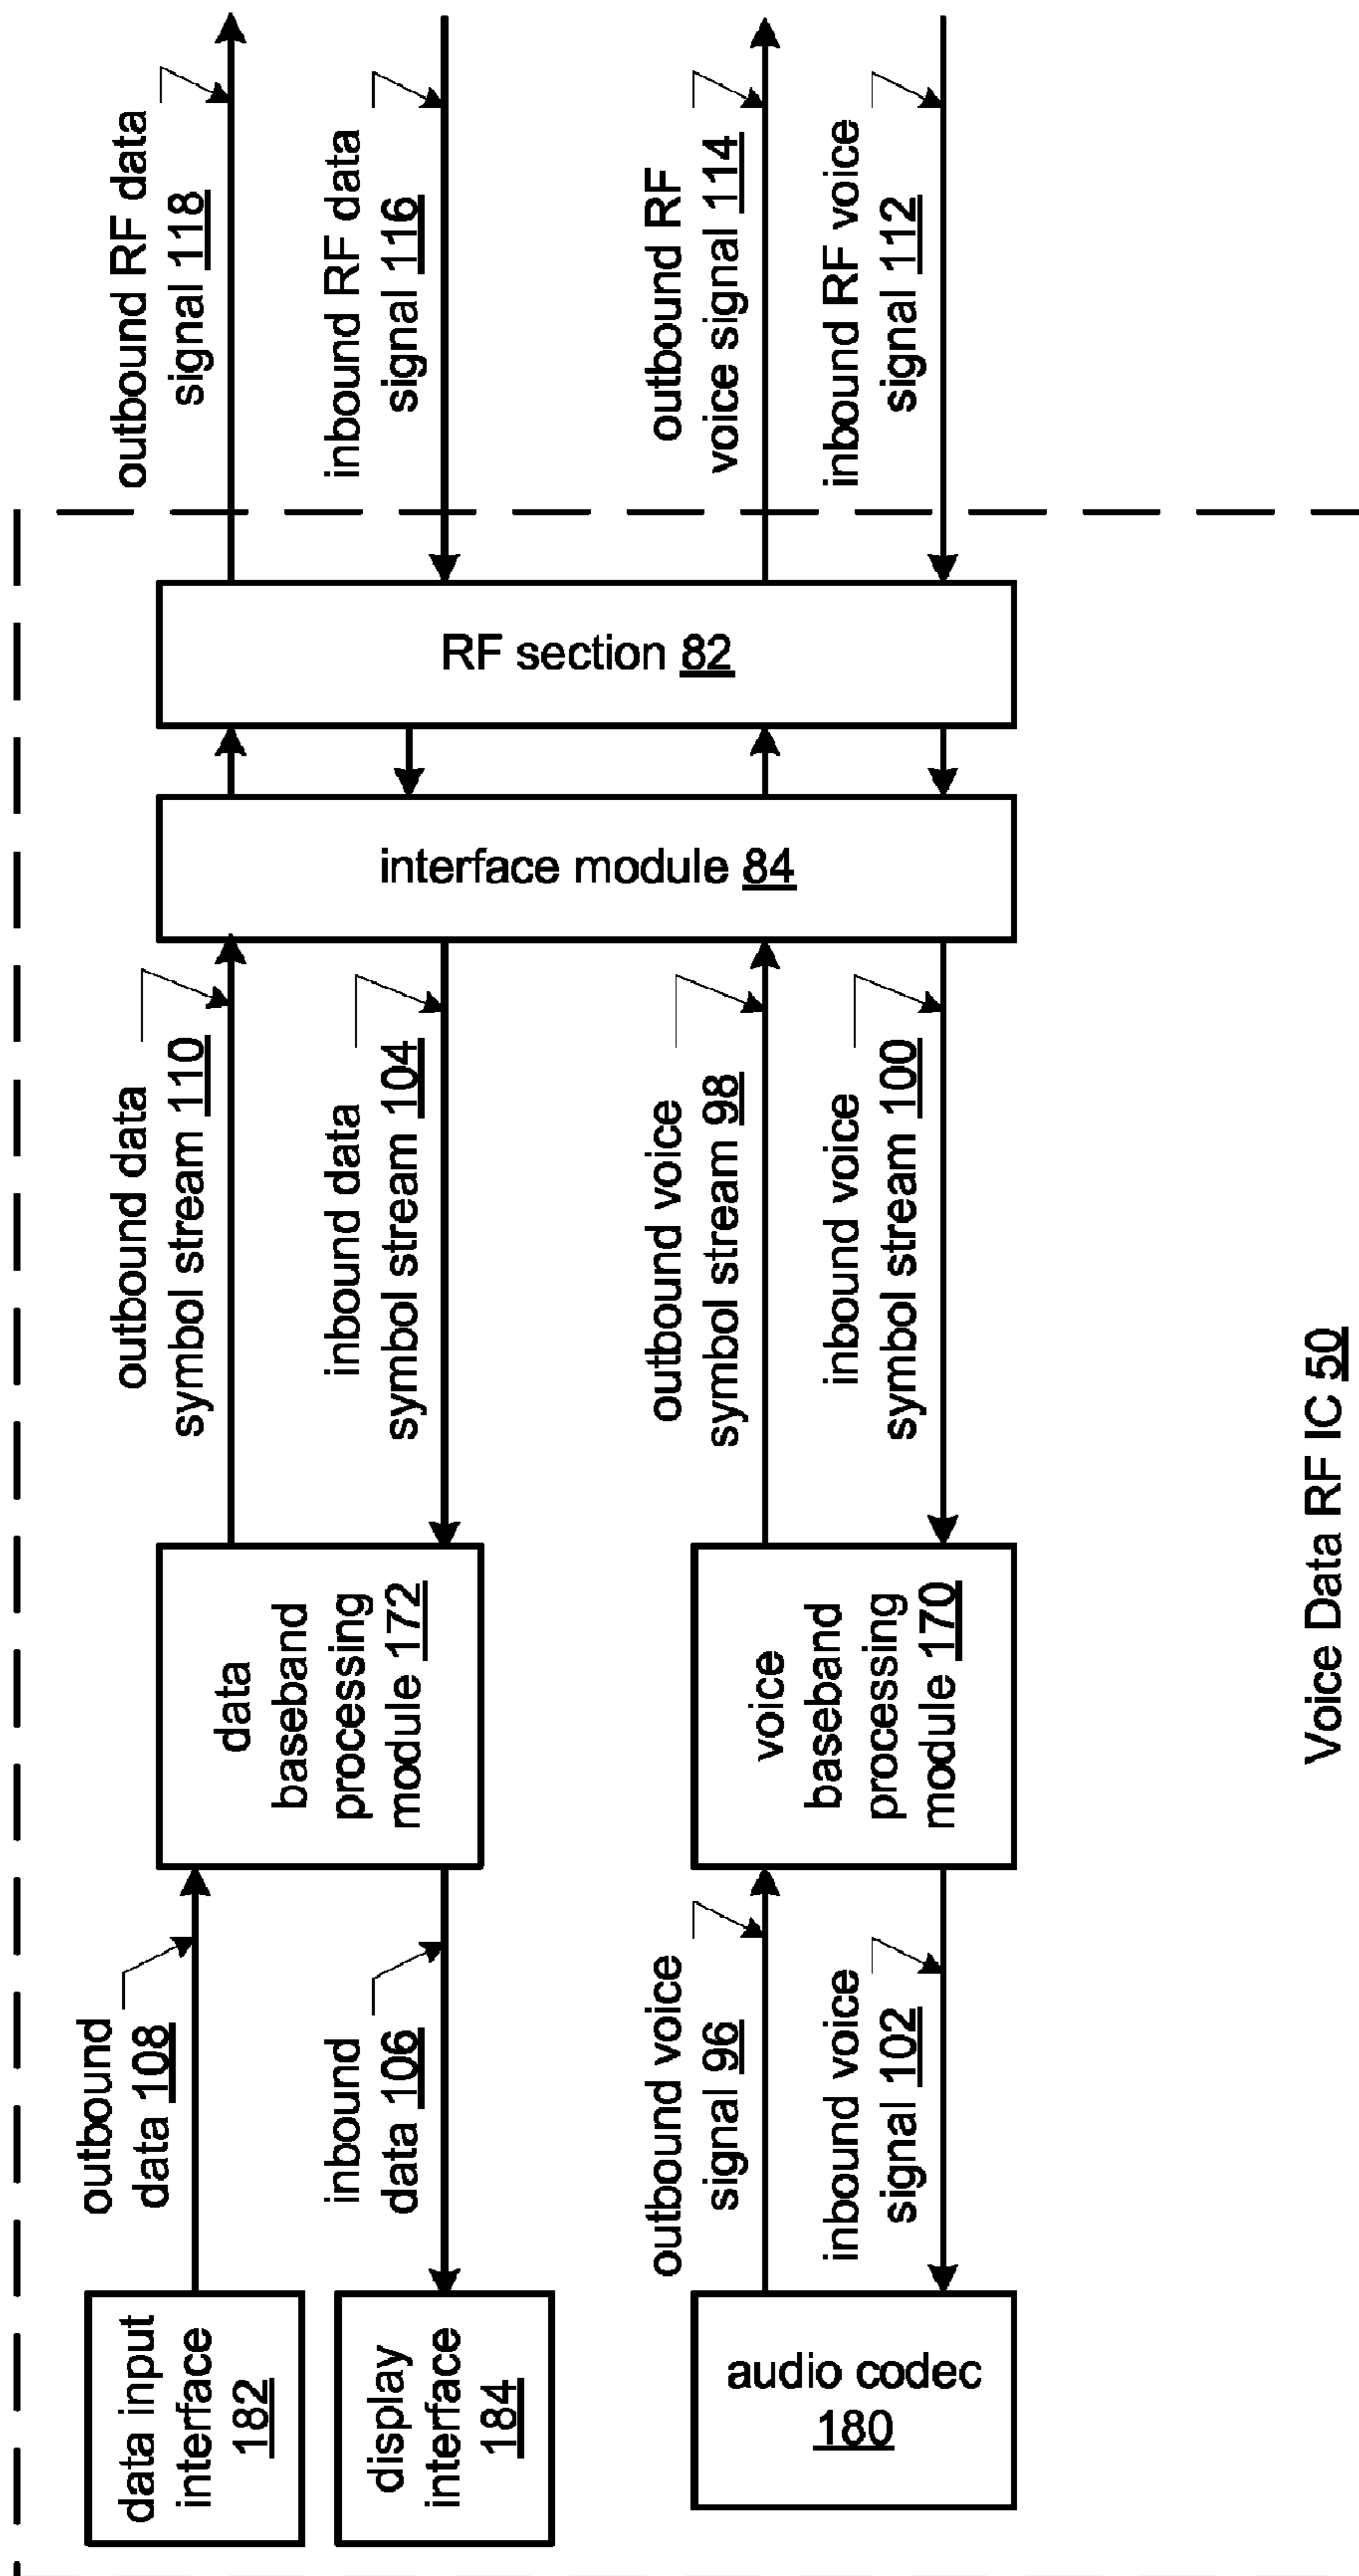 data input
interface
182
display
interface
184
audio codec
180
outbound
data 108
inbound
data 106
outbound voice
signal 96
inbound voice
signal 102
data
baseband
processing
module 172
voice
baseband
processing
module 170
outbound data
symbol stream 110
inbound data
symbol stream 104
outbound voice
symbol stream 98
inbound voice
symbol stream 100
interface module 84
RF section 82
outbound RF data
signal 118
inbound RF data
signal 116
outbound RF
voice signal 114
inbound RF voice
signal 112
Voice Data RF IC 50